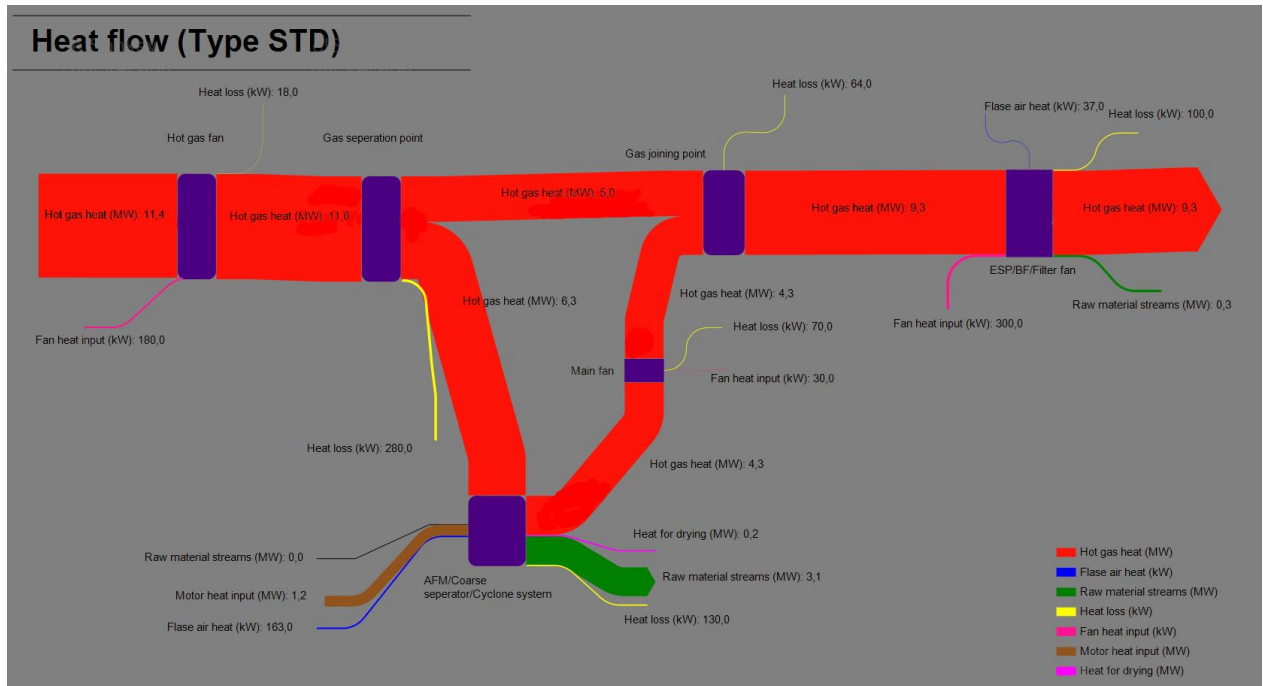 Heat flow (Type STD)
Heat loss (kW): 18,0
Heat loss (kW): 64,0
Flase air heat (kW): 37,0
Heat loss (kW): 100,0
Hot gas fan
Gas seperation point
Gas joining point
Hot gas heat (MW): 11,4
Hot gas heat (MW): 11,6
Hot gas heat (MW): 5,0
Hot gas heat (MW): 9,3
Hot gas heat (MW): 9,3
ESP/BF/Filter fan
Hot gas heat (MW): 6,3
Hot gas heat (MW): 4,3
Raw material streams (MW): 0,3
Fan heat input (kW): 180,0
Heat loss (kW): 70,0
Fan heat input (kW): 300,0
Main fan
Fan heat input (kW): 30,0
Heat loss (kW): 280,0
Hot gas heat (MW): 4,3
Raw material streams (MW): 0,0
Heat for drying (MW): 0,2
Motor heat input (MW): 1,2
AFM/Coarse
seperator/Cyclone system
Raw material streams (MW): 3,1
Flase air heat (kW): 163,0
Heat loss (kW): 130,0
Hot gas heat (MW)
Flase air heat (kW)
Raw material streams (MW)
Heat loss (kW)
Fan heat input (kW)
Motor heat input (MW)
Heat for drying (MW)